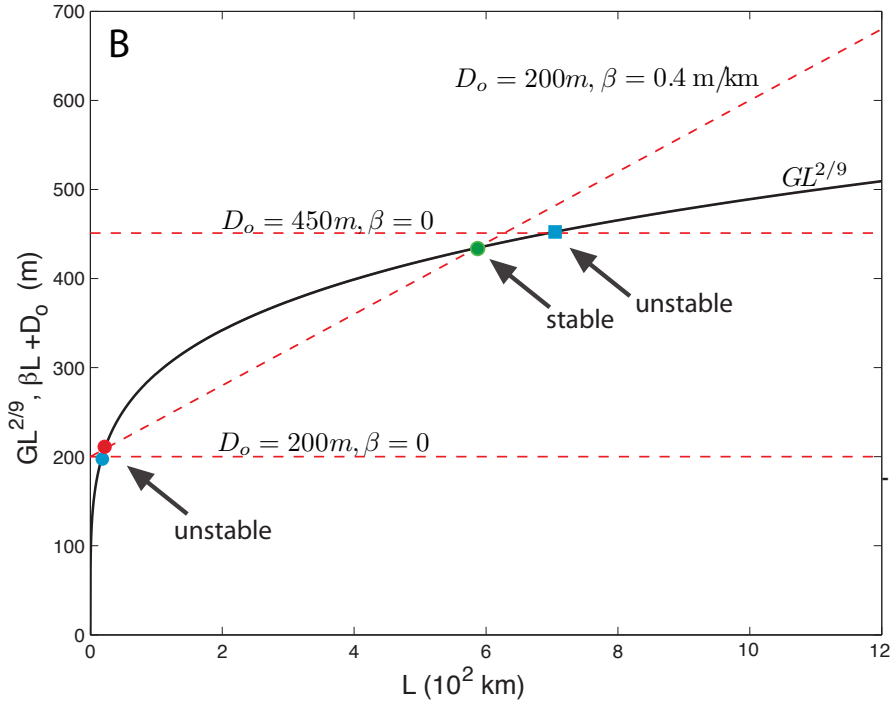 B
700
600
500
400
300
200
100
0
GL^2/9, βL +D_o (m)
D_o = 200m, β = 0.4 m/km
GL^2/9
D_o = 450m, β = 0
stable
unstable
D_o = 200m, β = 0
unstable
0 2 4 6 8 10 12
L (10^2 km)